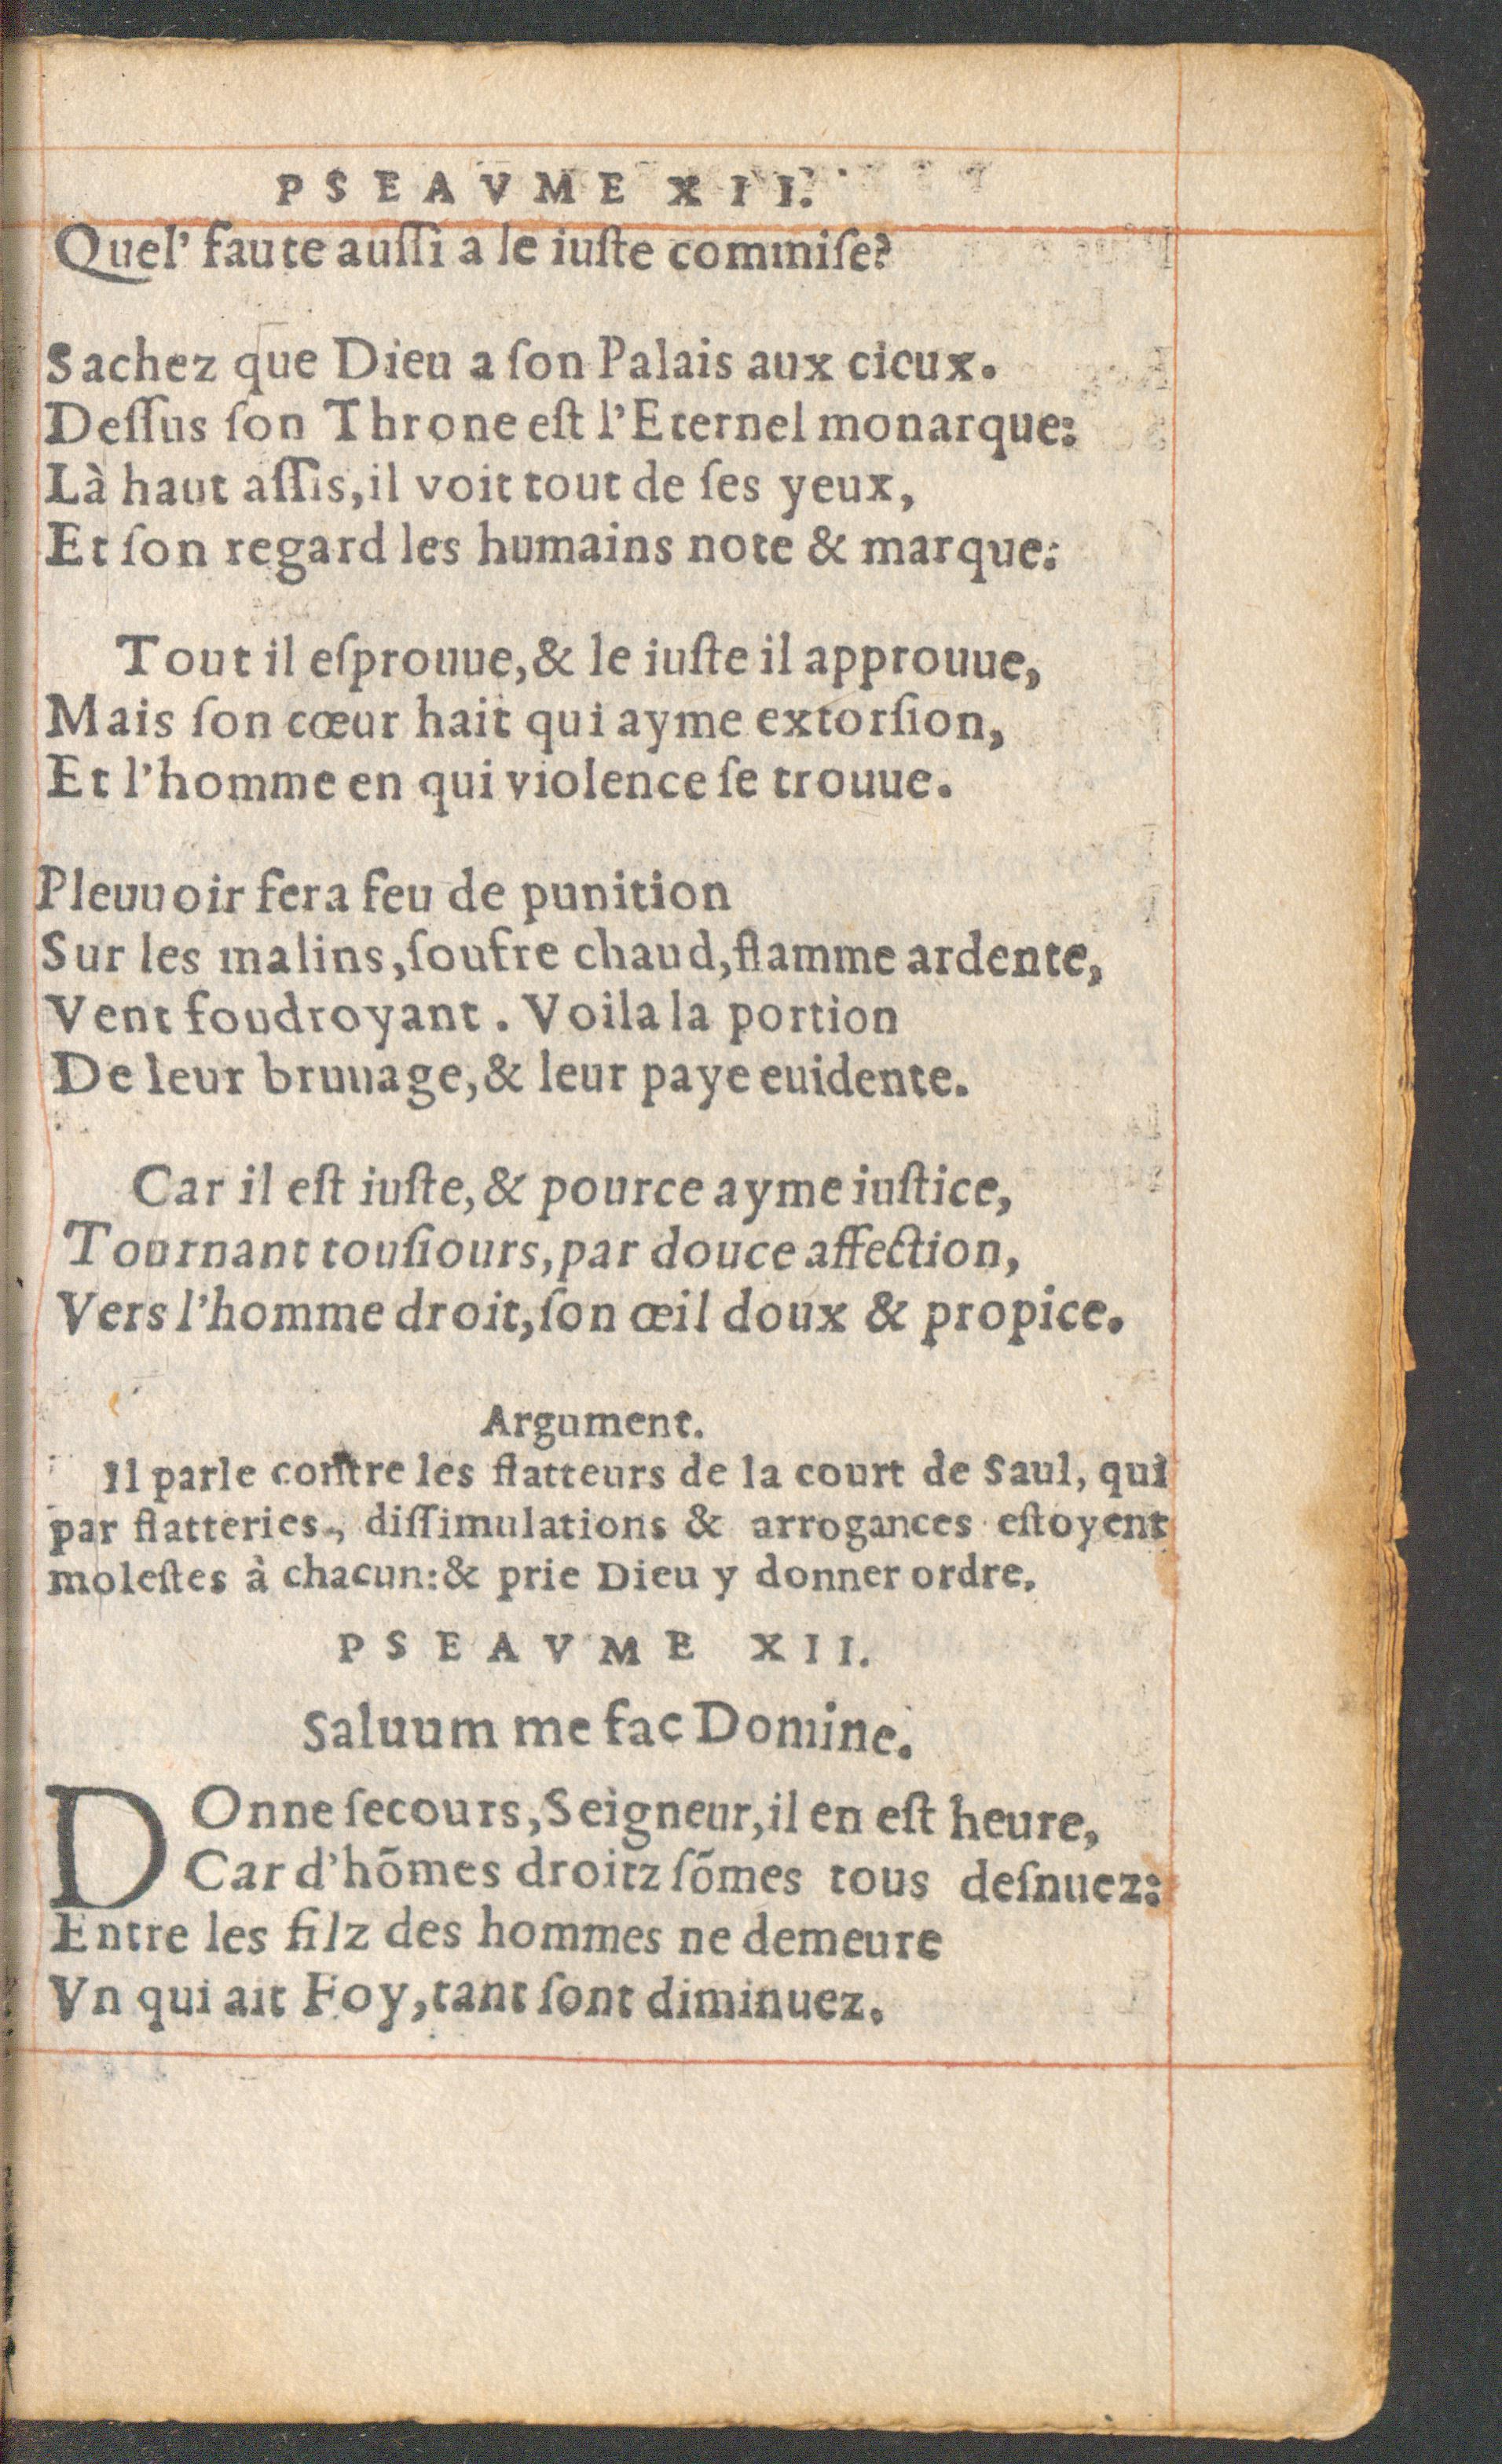 PSEAVME XII.
Quel' faute auſſi a le iuſte commiſe?
Sachez que Dieu a ſon Palais aux cieux.
Deſſus ſon Throne eſt l'Eternel monarque:
Là haut aſſis, il voit tout de ſes yeux,
Et ſon regard les humains note & marque:
Tout il eſprouue, & le iuſte il approuue,
Mais ſon cœur hait qui ayme extorſion,
Et l'homme en qui violence ſe trouue.
Pleuuoir fera feu de punition
Sur les malins, ſoufre chaud, flamme ardente,
Vent foudroyant. Voila la portion
De leur bruuage, & leur paye euidente.
Car il eſt iuſte, & pource ayme iuſtice,
Tournant touſiours, par douce affection,
Vers l'homme droit, ſon œil doux & propice.
Argument.
Il parle contre les flatteurs de la court de Saul, qui
par flatteries, diſſimulations & arrogances eſtoyent
moleſtes à chacun: & prie Dieu y donner ordre.
PSEAVME XII.
Saluum me fac Domine.
DOnne ſecours, Seigneur, il en eſt heure,
Car d'hõmes droitz ſõmes tous deſnuez:
Entre les filz des hommes ne demeure
Vn qui ait Foy, tant ſont diminuez.